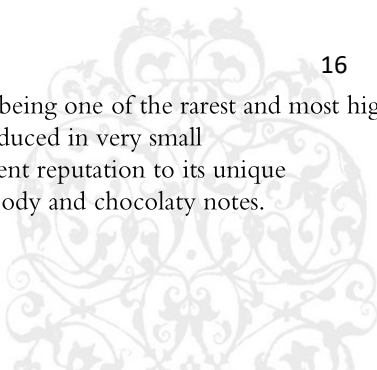 16
being one of the rarest and most hig
duced in very small
ent reputation to its unique
ody and chocolaty notes.